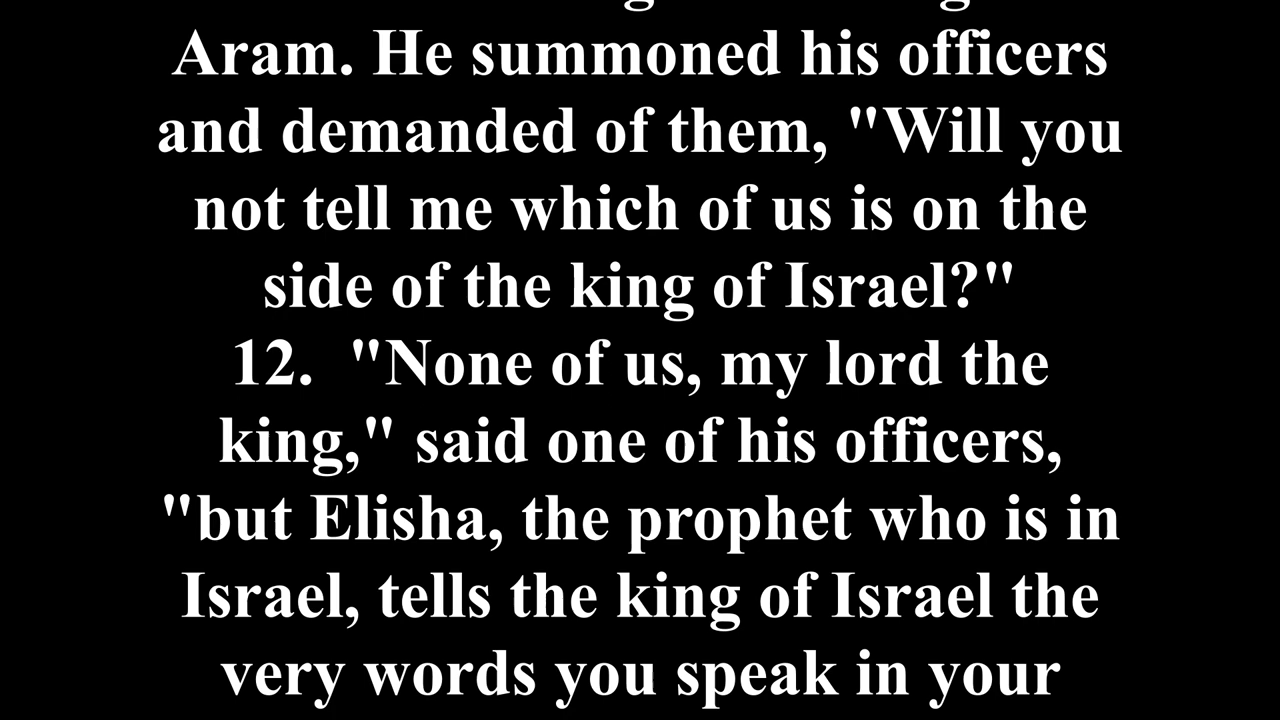 Aram. He summoned his officers
and demanded of them, "Will you
not tell me which of us is on the
side of the king of Israel?"
12.  "None of us, my lord the
king," said one of his officers,
"but Elisha, the prophet who is in
Israel, tells the king of Israel the
very words you speak in your